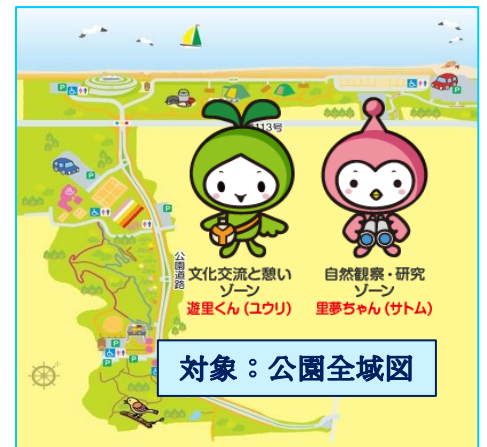 P
P
113号
P
P
公園道路
文化交流と憩い
ゾーン
遊里くん(ユウリ)
自然観察・研究
ゾーン
里夢ちゃん(サトム)
P
P
対象：公園全域図
P